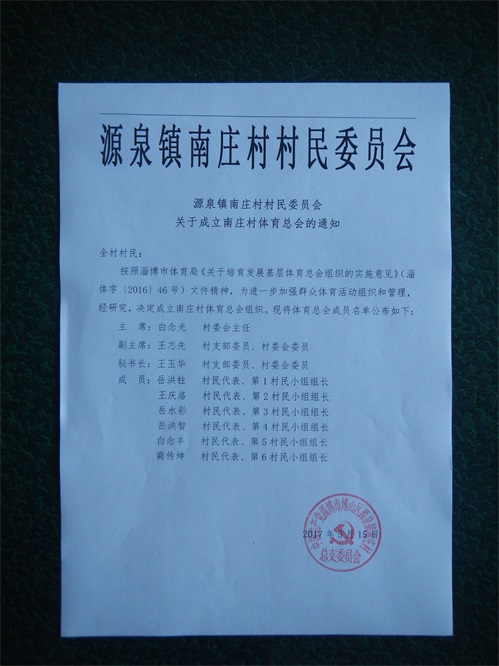 源泉镇南庄村村民委员会
源泉镇南庄村村民委员会
关于成立南庄村体育总会的通知
全村村民：
按照淄博市体育局《关于培育发展基层体育总会组织的实施意见》（淄
体字〔2016〕46号）文件精神，为进一步加强群众体育活动组织和管理，
经研究，决定成立南庄村体育总会组织，现将体育总会成员名单公布如下：
主 席：白念光 村委会主任
副主席：王志先 村支部委员、村委会委员
秘书长：王玉华 村支部委员、村委会委员
成 员：岳洪柱 村民代表、第1村民小组组长
王庆洛 村民代表、第2村民小组组长
岳水彩 村民代表、第3村民小组组长
岳洪智 村民代表、第4村民小组组长
白念丰 村民代表、第5村民小组组长
蔺传坤 村民代表、第6村民小组组长
2017年5月15日
总支委员会